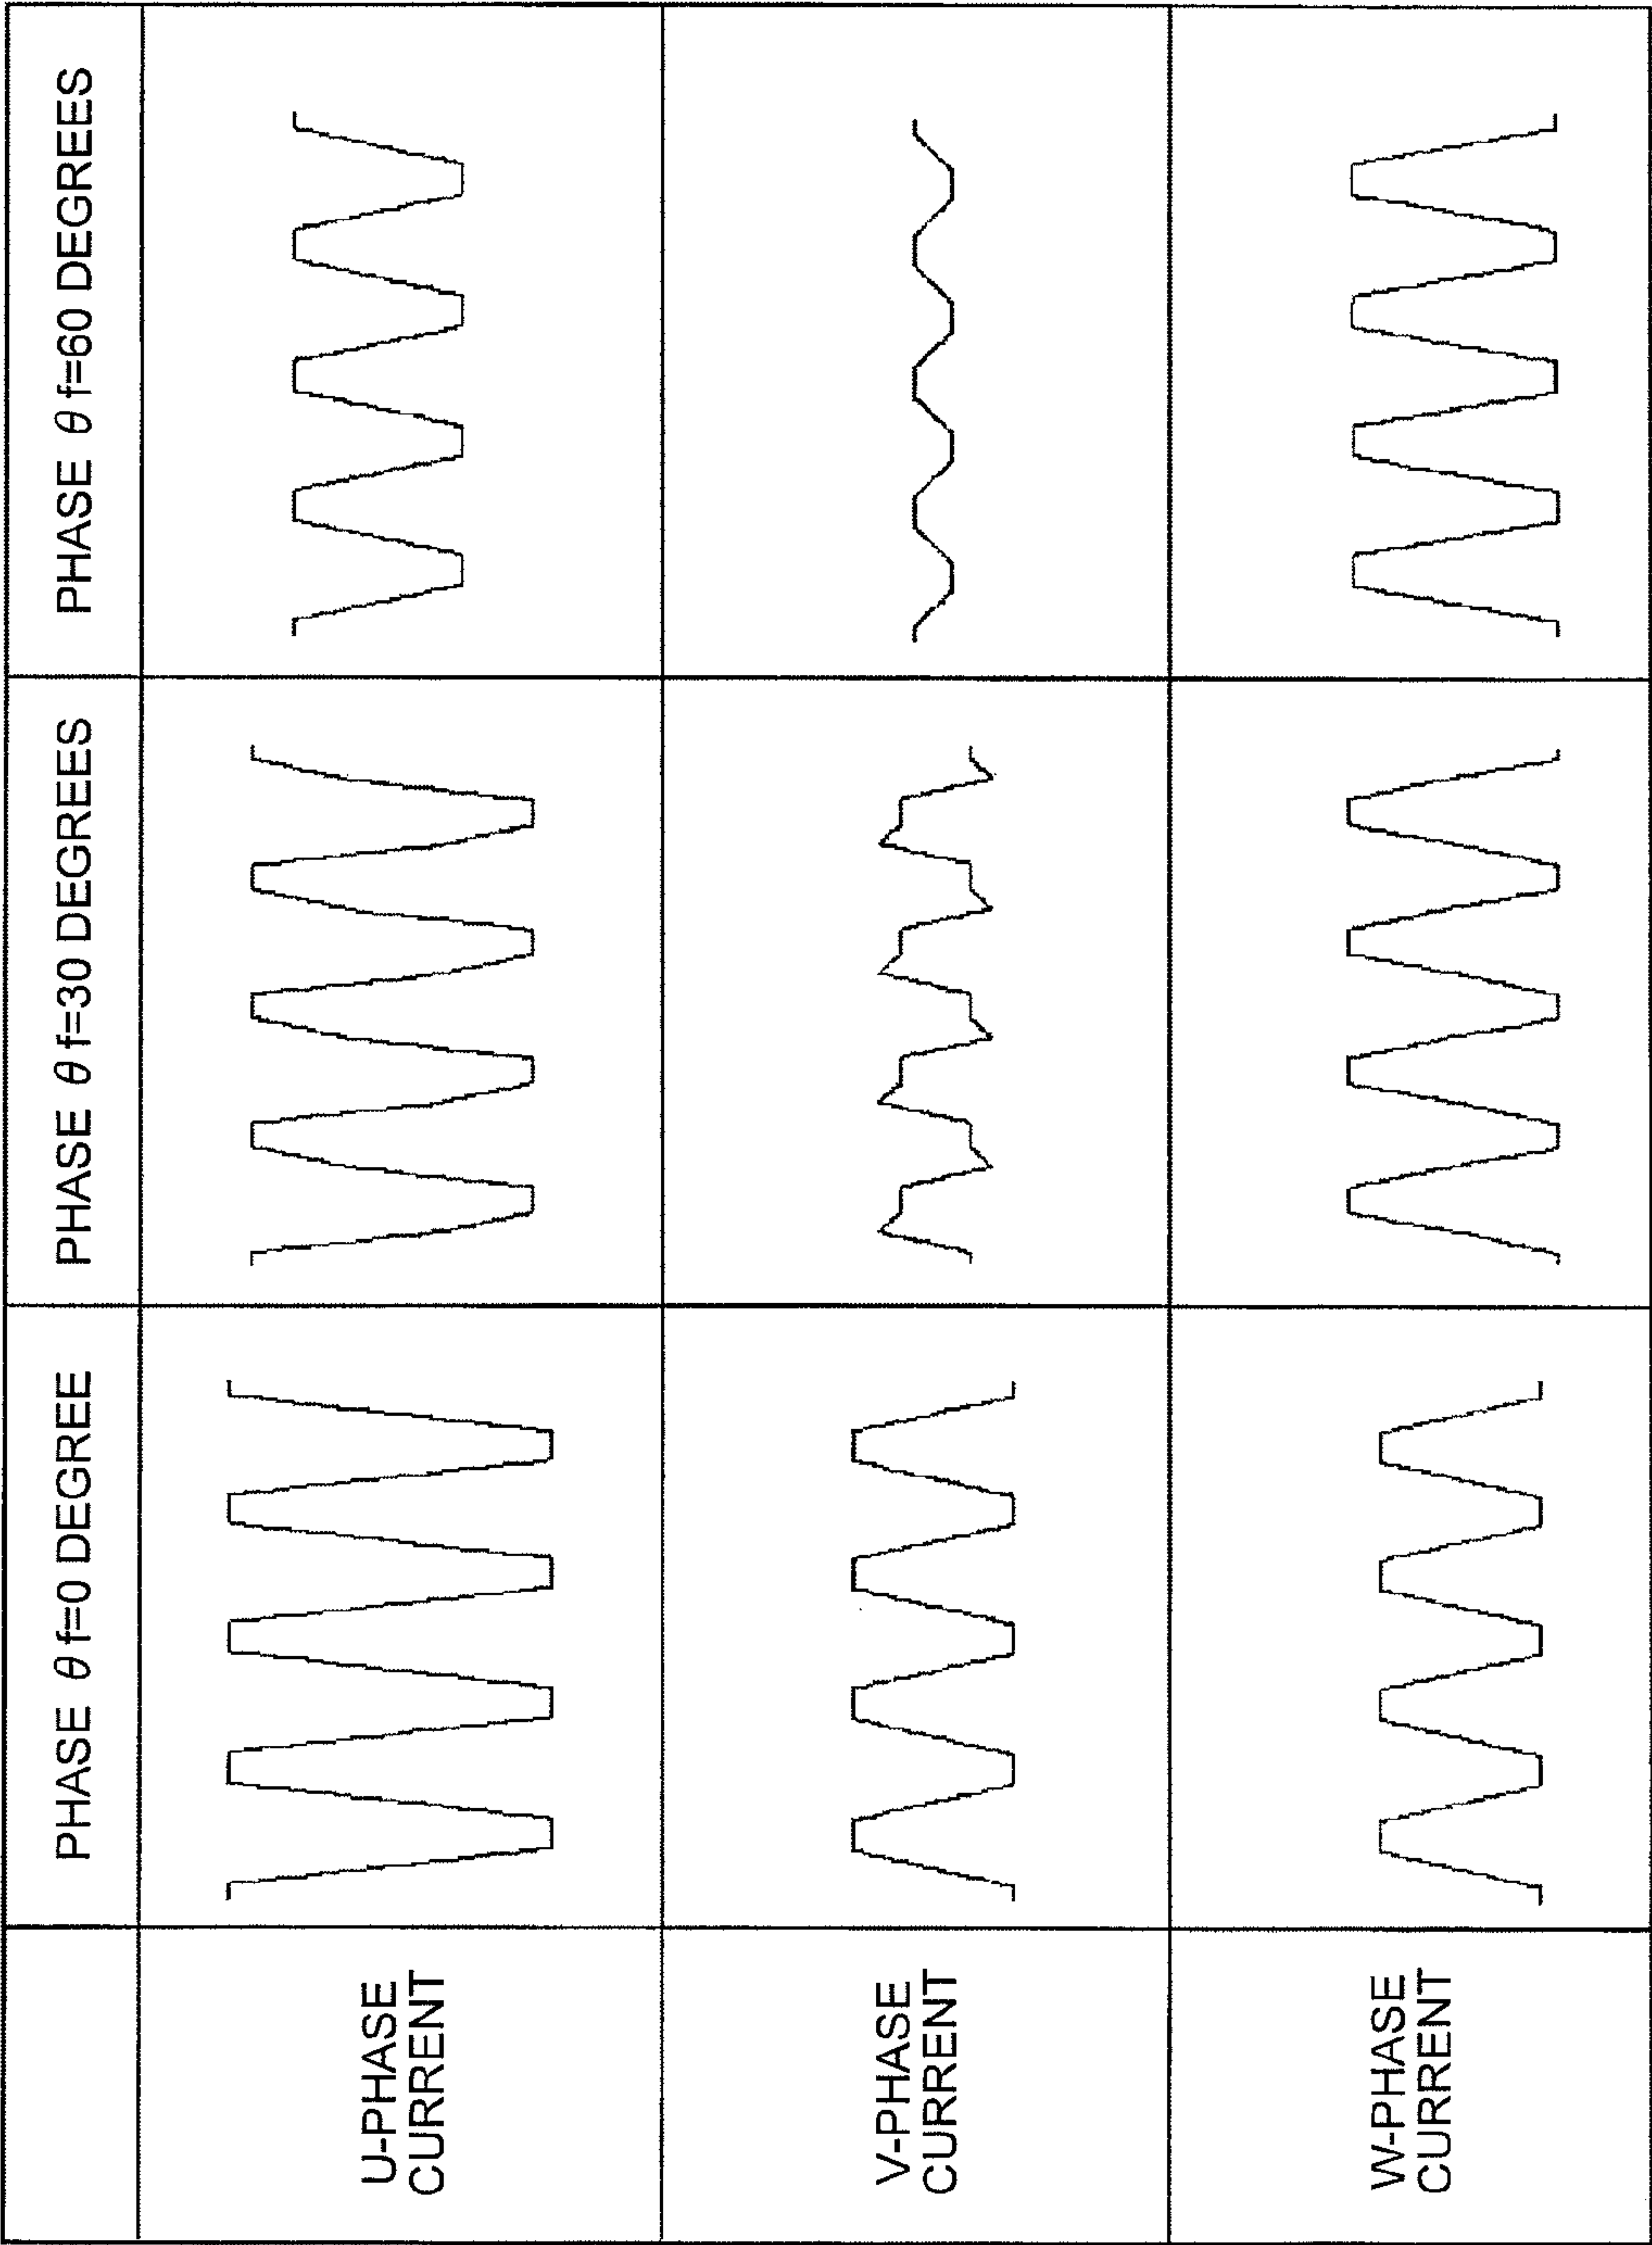 PHASE θf=0 DEGREE
PHASE θf=30 DEGREES
PHASE θf=60 DEGREES
U-PHASE
CURRENT
V-PHASE
CURRENT
W-PHASE
CURRENT